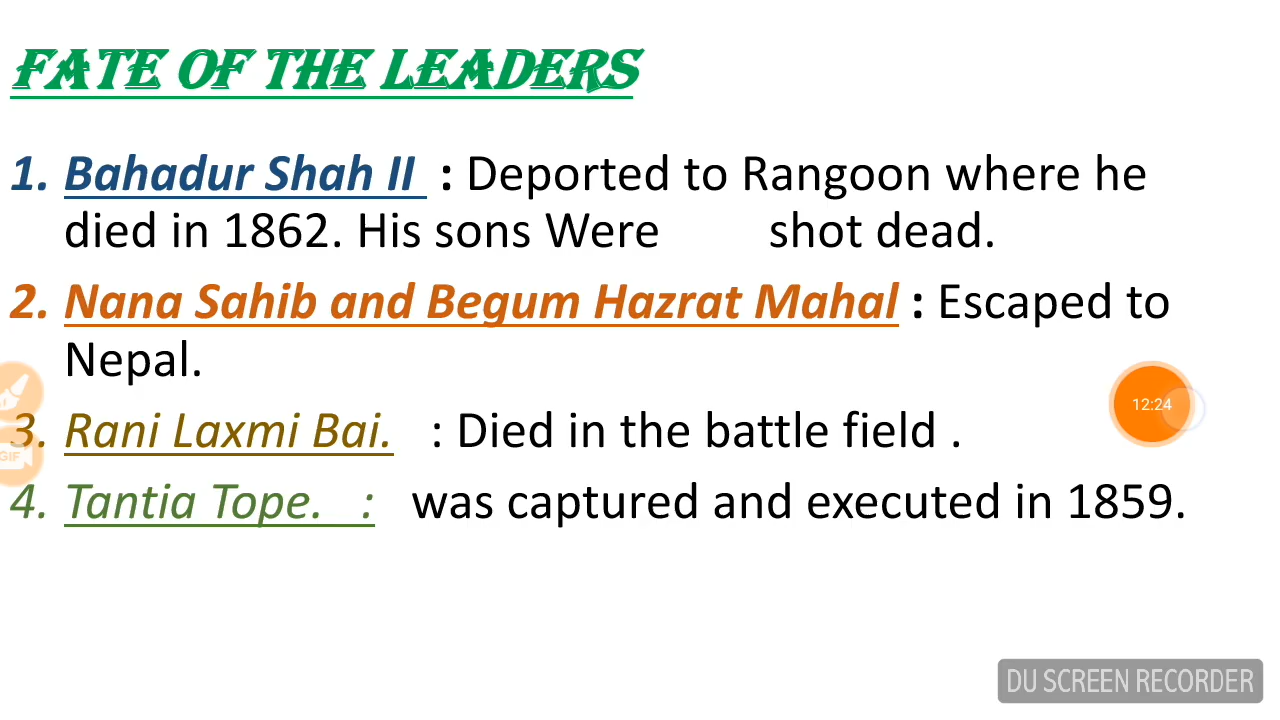 FATE OF THE LEADERS
1. Bahadur Shah II : Deported to Rangoon where he
died in 1862. His sons Were shot dead.
2. Nana Sahib and Begum Hazrat Mahal : Escaped to
Nepal.
12:24
3. Rani Laxmi Bai. : Died in the battle field .
GIF
4. Tantia Tope. : was captured and executed in 1859.
DU SCREEN RECORDER